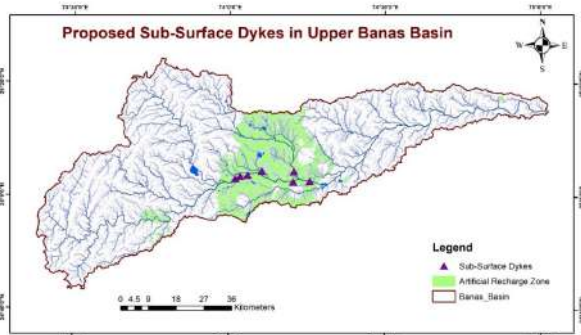 Proposed Sub-Surface Dykes in Upper Banas Basin
N
W
E
S
Legend
Sub-Surface Dykes
Artificial Recharge Zone
Banas_Basin
0 4.5 9 18 27 36
Kilometers